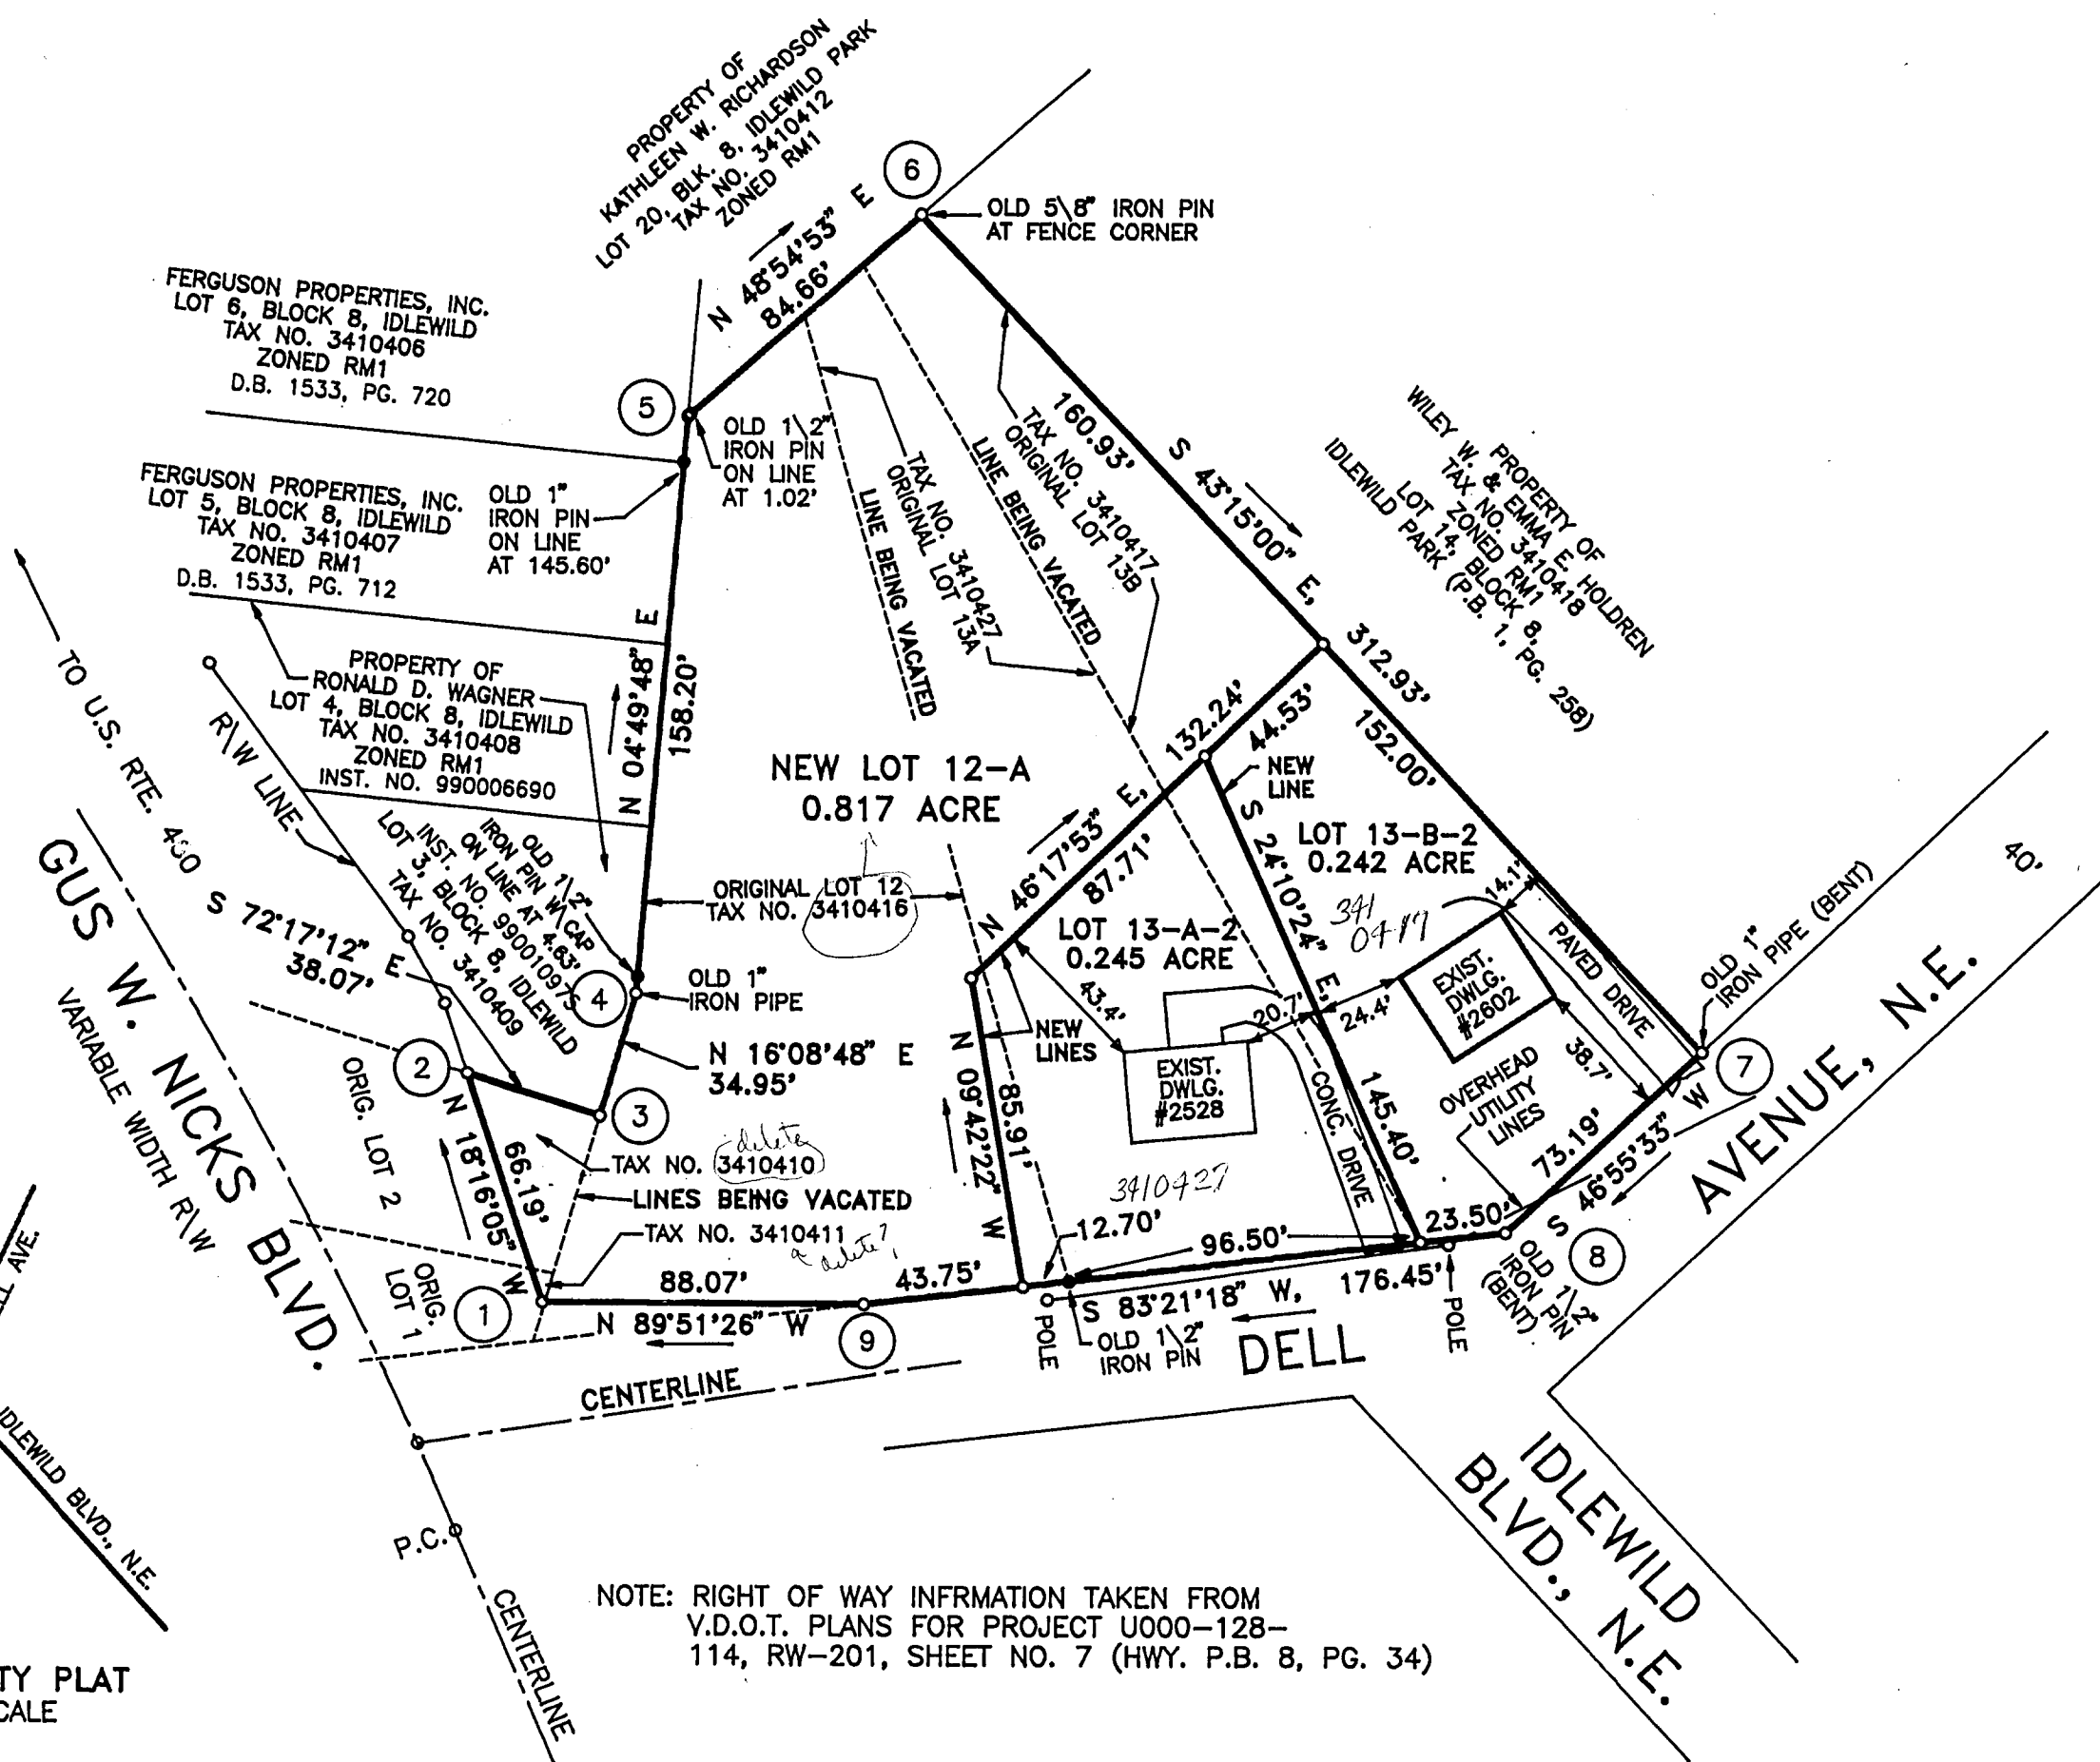 PROPERTY OF
KATHLEEN W. RICHARDSON
LOT 20, BLK. 8, IDLEWILD PARK
TAX NO. 3410412
ZONED RM1
6
OLD 5\8" IRON PIN
AT FENCE CORNER
N 48°54'53" E
84.66'
FERGUSON PROPERTIES, INC.
LOT 6, BLOCK 8, IDLEWILD
TAX NO. 3410406
ZONED RM1
D.B. 1533, PG. 720
5
OLD 1\2"
IRON PIN
ON LINE
AT 1.02'
FERGUSON PROPERTIES, INC.
LOT 5, BLOCK 8, IDLEWILD
TAX NO. 3410407
ZONED RM1
D.B. 1533, PG. 712
OLD 1"
IRON PIN
ON LINE
AT 145.60'
TAX NO. 3410427
ORIGINAL LOT 13A
LINE BEING VACATED
TAX NO. 3410417
ORIGINAL LOT 13B
LINE BEING VACATED
160.93'
S 43°15'00" E,
312.93'
152.00'
PROPERTY OF
WILEY W. & EMMA E. HOLDREN
TAX NO. 3410418
ZONED RM1
LOT 14, BLOCK 8,
IDLEWILD PARK (P.B. 1, PG. 258)
PROPERTY OF
RONALD D. WAGNER
LOT 4, BLOCK 8, IDLEWILD
TAX NO. 3410408
ZONED RM1
INST. NO. 990006690
N 04°49'48" E
158.20'
TO U.S. RTE. 460
R\W LINE
NEW LOT 12-A
0.817 ACRE
132.24'
44.53'
NEW
LINE
N 46°17'53" E,
87.71'
LOT 13-B-2
0.242 ACRE
341
0417
14.1'
PAVED DRIVE
40'
OLD 1"
IRON PIPE (BENT)
OLD 1\2"
IRON PIN W\CAP
ON LINE AT 4.63'
INST. NO. 990010975
LOT 3, BLOCK 8, IDLEWILD
TAX NO. 3410409
ORIGINAL LOT 12
TAX NO. 3410416
LOT 13-A-2
0.245 ACRE
S 24°10'24" E,
145.40'
EXIST.
DWLG.
#2602
24.4'
20.7'
38.7'
43.4'
S 72°17'12" E
38.07'
4
OLD 1"
IRON PIPE
NEW
LINES
EXIST.
DWLG.
#2528
CONC. DRIVE
OVERHEAD
UTILITY
LINES
7
GUS W. NICKS BLVD.
VARIABLE WIDTH R\W
2
3
N 16°08'48" E
34.95'
N 09°42'22" W
85.91'
3410427
ORIG. LOT 2
N 18°16'05" W
66.19'
delete
TAX NO. 3410410
LINES BEING VACATED
TAX NO. 3410411
delete?
73.19'
S 46°55'33" W
8
23.50'
12.70'
96.50'
88.07'
43.75'
176.45'
S 83°21'18" W,
ORIG.
LOT 1
1
N 89°51'26" W
9
POLE
OLD 1\2"
IRON PIN
POLE
OLD 1\2"
IRON PIN
(BENT)
DELL AVENUE, N.E.
CENTERLINE
IDLEWILD
BLVD., N.E.
P.C.
CENTERLINE
NOTE: RIGHT OF WAY INFRMATION TAKEN FROM
V.D.O.T. PLANS FOR PROJECT U000-128-
114, RW-201, SHEET NO. 7 (HWY. P.B. 8, PG. 34)
LL AVE.
IDLEWILD BLVD., N.E.
TY PLAT
CALE